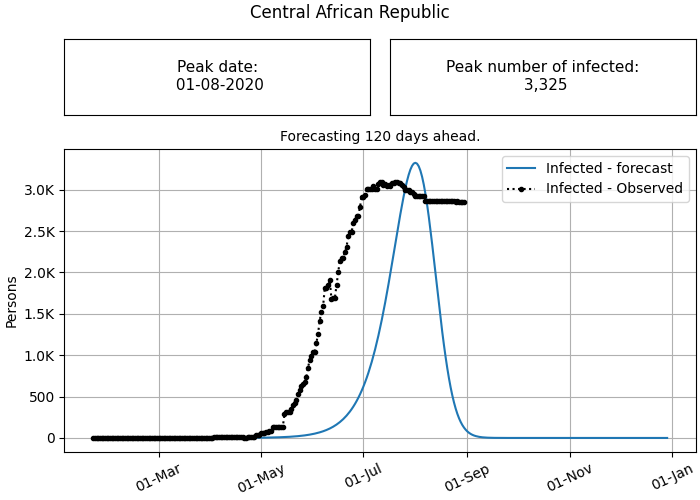 Central African Republic
Peak date:
01-08-2020
Peak number of infected:
3,325
Forecasting 120 days ahead.
Infected - forecast
Infected - Observed
Persons
3.0K
2.5K
2.0K
1.5K
1.0K
500
0
01-Mar
01-May
01-Jul
01-Sep
01-Nov
01-Jan